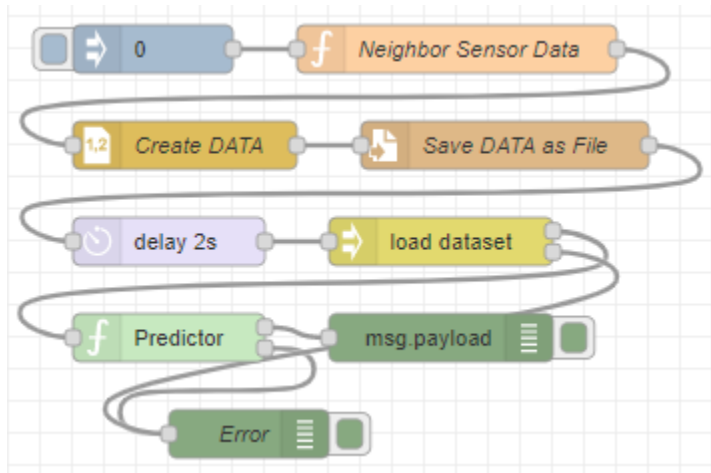 0
Neighbor Sensor Data
1,2
Create DATA
Save DATA as File
delay 2s
load dataset
Predictor
msg.payload
Error